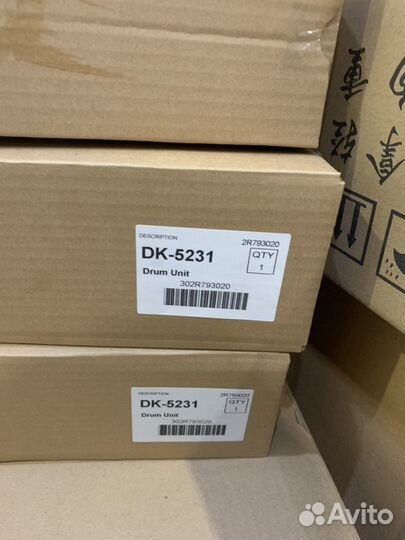 DESCRIPTION
2R793020
DK-5231
QTY
1
Drum Unit
302R793020
DESCRIPTION
2R793020
DK-5231
QTY
1
Drum Unit
302R793020
Avito